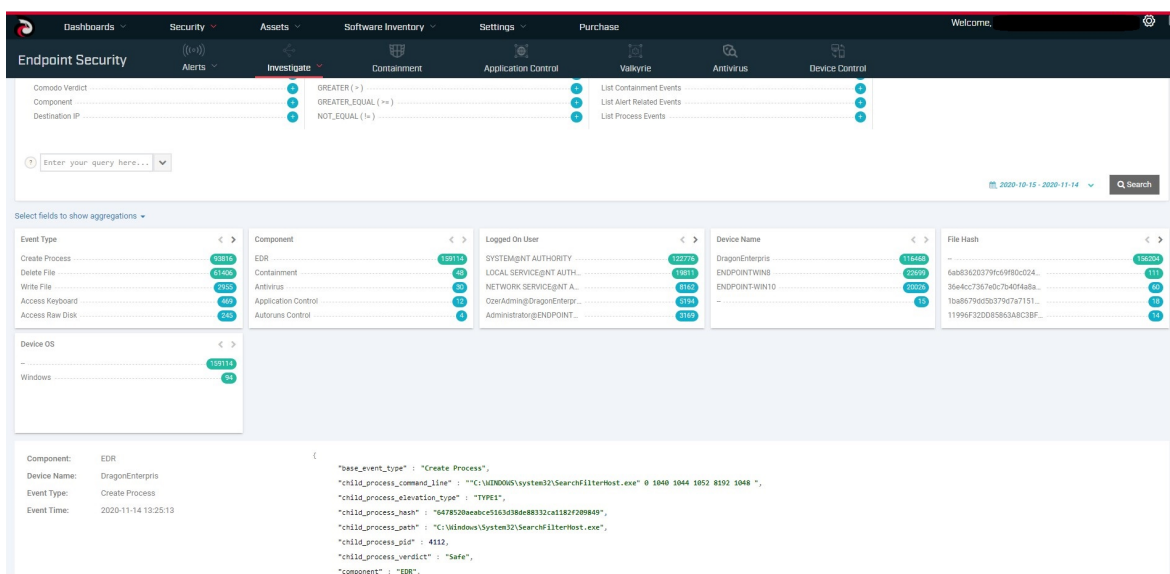 Dashboards Security Assets Software Inventory Settings Purchase Welcome,
Endpoint Security Alerts Investigate Containment Application Control Valkyrie Antivirus Device Control
Comodo Verdict GREATER ( > ) List Containment Events
Component GREATER_EQUAL ( >= ) List Alert Related Events
Destination IP NOT_EQUAL ( != ) List Process Events
? Enter your query here...
2020-10-15 - 2020-11-14 Search
Select fields to show aggregations
Event Type
Create Process 93816
Delete File 61406
Write File 2955
Access Keyboard 469
Access Raw Disk 245
Component
EDR 159114
Containment 48
Antivirus 30
Application Control 12
Autoruns Control 4
Logged On User
SYSTEM@NT AUTHORITY 122776
LOCAL SERVICE@NT AUTH... 19811
NETWORK SERVICE@NT A... 8162
OzerAdmin@DragonEnterpr... 5194
Administrator@ENDPOINT... 3169
Device Name
DragonEnterpris 116468
ENDPOINTWIN8 22699
ENDPOINT-WIN10 20026
-- 15
File Hash
-- 156204
6ab83620379fc69f80c024... 111
36e4cc7367e0c7b40f4a8a... 60
1ba8679dd5b379d7a7151... 18
11996F32DD85863A8C3BF... 14
Device OS
-- 159114
Windows 94
Component: EDR
Device Name: DragonEnterpris
Event Type: Create Process
Event Time: 2020-11-14 13:25:13
{
"base_event_type" : "Create Process",
"child_process_command_line" : ""C:\WINDOWS\system32\SearchFilterHost.exe" 0 1040 1044 1052 8192 1048 ",
"child_process_elevation_type" : "TYPE1",
"child_process_hash" : "6478520aeabce5163d38de88332ca1182f209849",
"child_process_path" : "C:\Windows\System32\SearchFilterHost.exe",
"child_process_pid" : 4112,
"child_process_verdict" : "Safe",
"component" : "EDR",